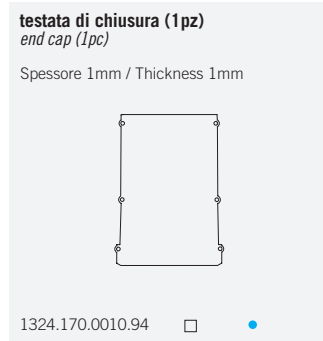 testata di chiusura (1pz)
end cap (1pc)
Spessore 1mm / Thickness 1mm
1324.170.0010.94